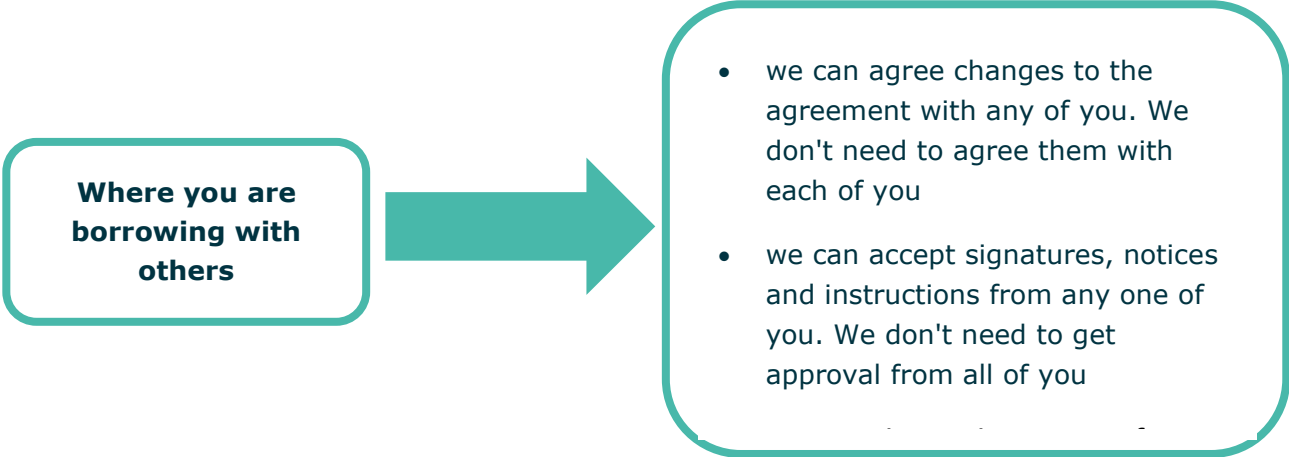 Where you are
borrowing with
others
• we can agree changes to the
agreement with any of you. We
don't need to agree them with
each of you
• we can accept signatures, notices
and instructions from any one of
you. We don't need to get
approval from all of you